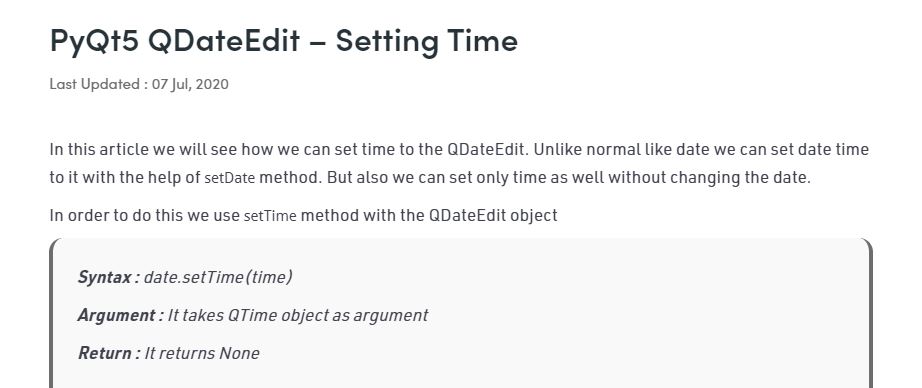 PyQt5 QDateEdit – Setting Time
Last Updated : 07 Jul, 2020
In this article we will see how we can set time to the QDateEdit. Unlike normal like date we can set date time
to it with the help of setDate method. But also we can set only time as well without changing the date.
In order to do this we use setTime method with the QDateEdit object
Syntax : date.setTime(time)
Argument : It takes QTime object as argument
Return : It returns None